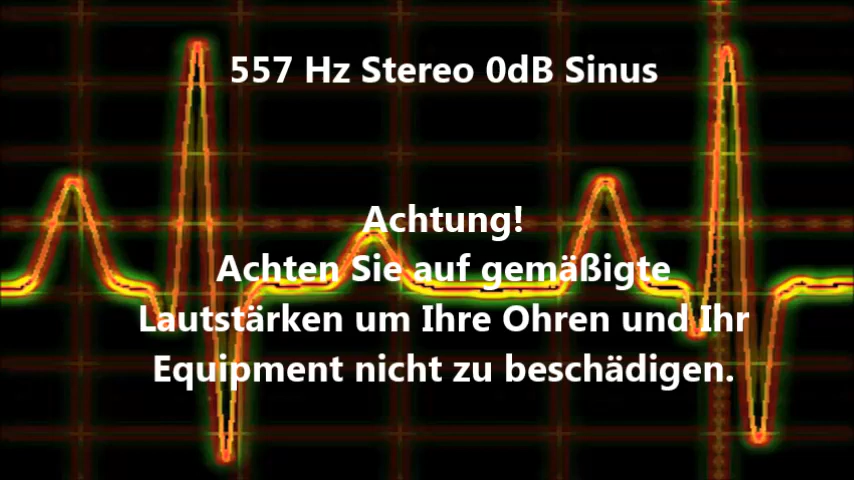 557 Hz Stereo 0dB Sinus
Achtung!
Achten Sie auf gemäßigte
Lautstärken um Ihre Ohren und Ihr
Equipment nicht zu beschädigen.